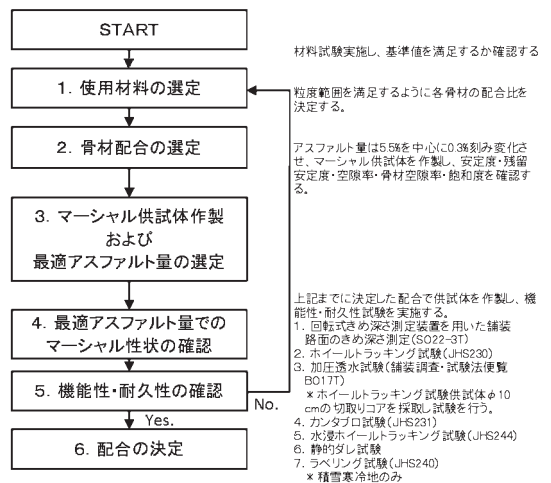 START
1. 使用材料の選定
2. 骨材配合の選定
3. マーシャル供試体作製
および
最適アスファルト量の選定
4. 最適アスファルト量での
マーシャル性状の確認
5. 機能性・耐久性の確認
No.
Yes.
6. 配合の決定
材料試験実施し、基準値を満足するか確認する
粒度範囲を満足するように各骨材の配合比を
決定する。
アスファルト量は5.5%を中心に0.3%刻み変化さ
せ、マーシャル供試体を作製し、安定度・残留
安定度・空隙率・骨材空隙率・飽和度を確認す
る。
上記までに決定した配合で供試体を作製し、機
能性・耐久性試験を実施する。
1. 回転式きめ深さ測定装置を用いた舗装
路面のきめ深さ測定(S022-3T)
2. ホイールトラッキング試験(JHS230)
3. 加圧透水試験(舗装調査・試験法便覧
B017T)
* ホイールトラッキング試験供試体φ10
cmの切取りコアを採取し試験を行う。
4. カンタブロ試験(JHS231)
5. 水浸ホイールトラッキング試験(JHS244)
6. 静的ダレ試験
7. ラベリング試験(JHS240)
* 積雪寒冷地のみ